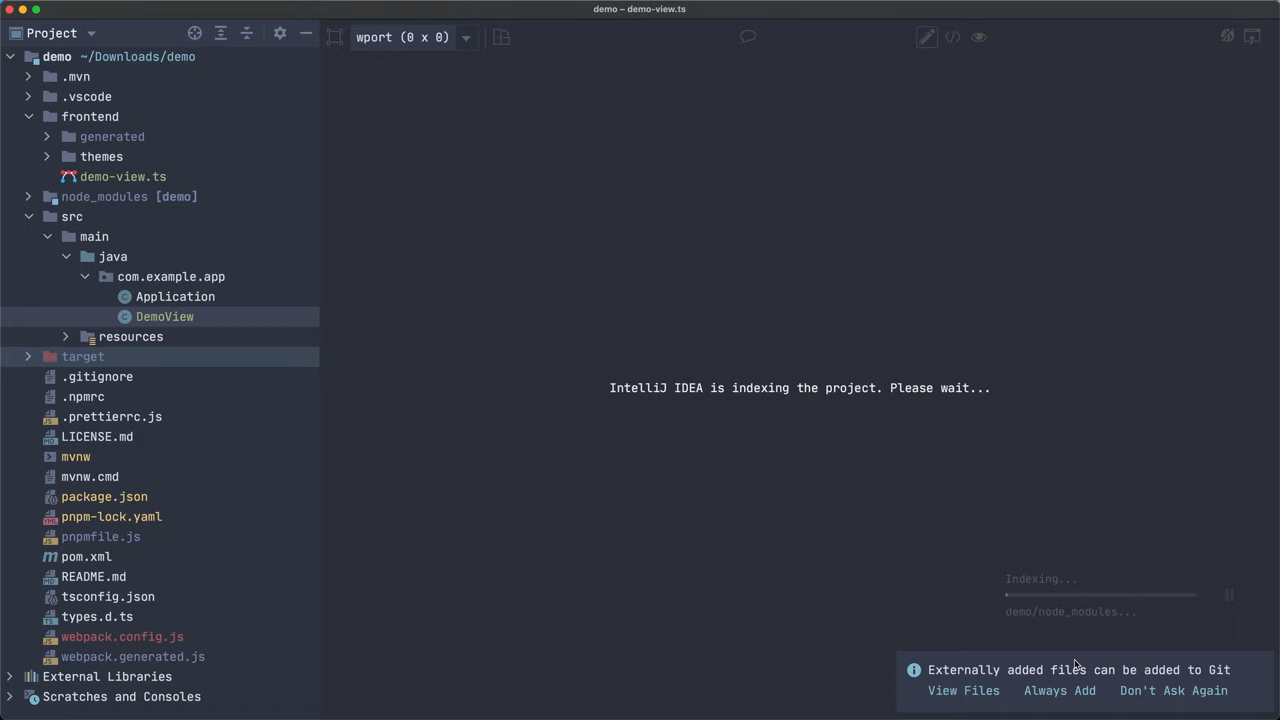 demo – demo-view.ts
Project
wport (0 x 0)
demo ~/Downloads/demo
.mvn
.vscode
frontend
generated
themes
demo-view.ts
node_modules [demo]
src
main
java
com.example.app
Application
DemoView
resources
target
.gitignore
.npmrc
.prettierrc.js
LICENSE.md
mvnw
mvnw.cmd
package.json
pnpm-lock.yaml
pnpmfile.js
pom.xml
README.md
tsconfig.json
types.d.ts
webpack.config.js
webpack.generated.js
External Libraries
Scratches and Consoles
IntelliJ IDEA is indexing the project. Please wait...
Indexing...
demo/node_modules...
Externally added files can be added to Git
View Files Always Add Don't Ask Again